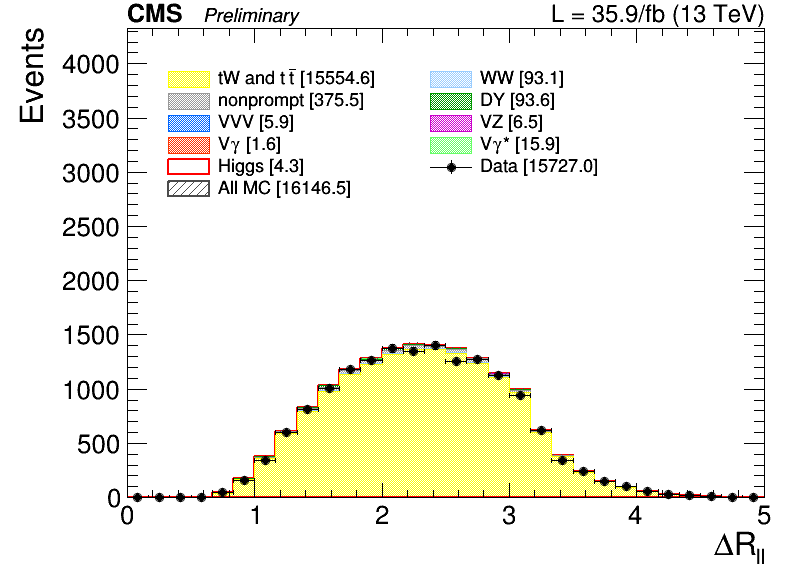 CMS Preliminary L = 35.9/fb (13 TeV)
Events
4000
3500
3000
2500
2000
1500
1000
500
0
tW and t t̅ [15554.6]
nonprompt [375.5]
VVV [5.9]
Vγ [1.6]
Higgs [4.3]
All MC [16146.5]
WW [93.1]
DY [93.6]
VZ [6.5]
Vγ* [15.9]
Data [15727.0]
0 1 2 3 4 5
ΔR_ll